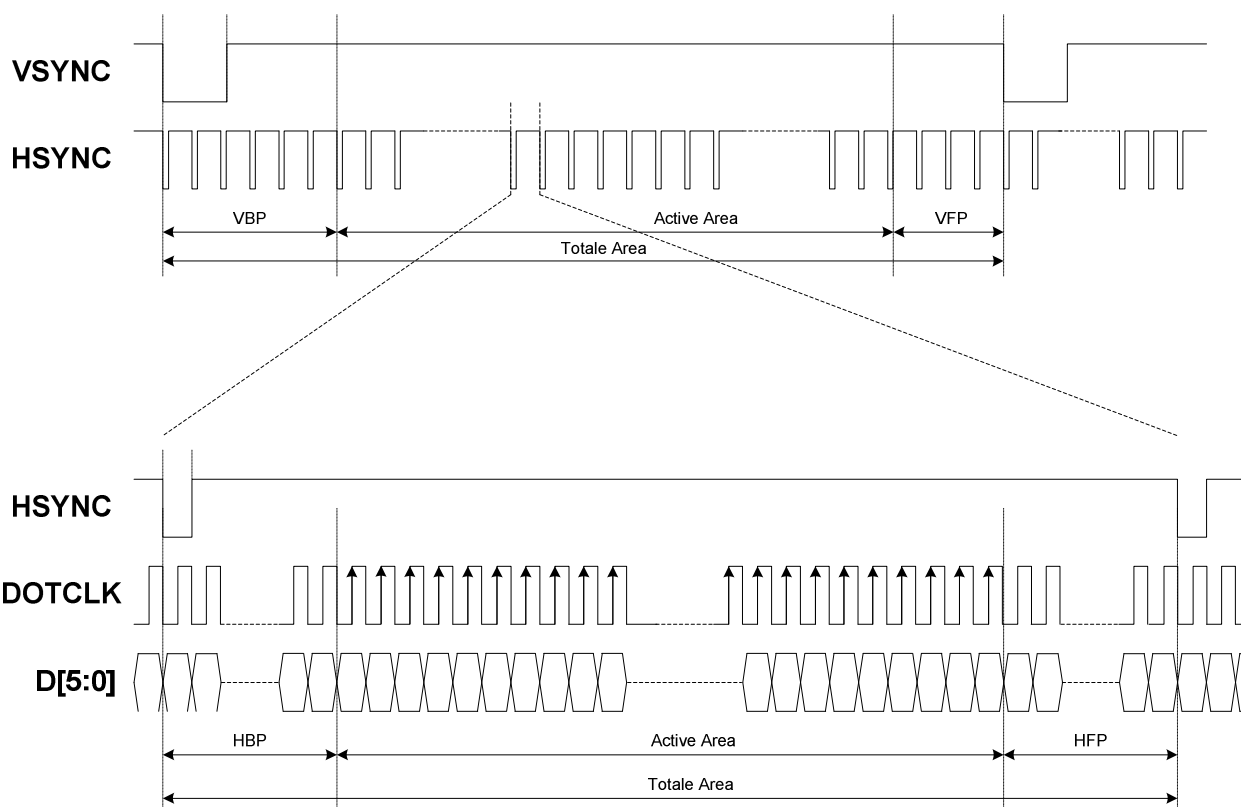 VSYNC
HSYNC
VBP
Active Area
VFP
Totale Area
HSYNC
DOTCLK
D[5:0]
HBP
Active Area
HFP
Totale Area